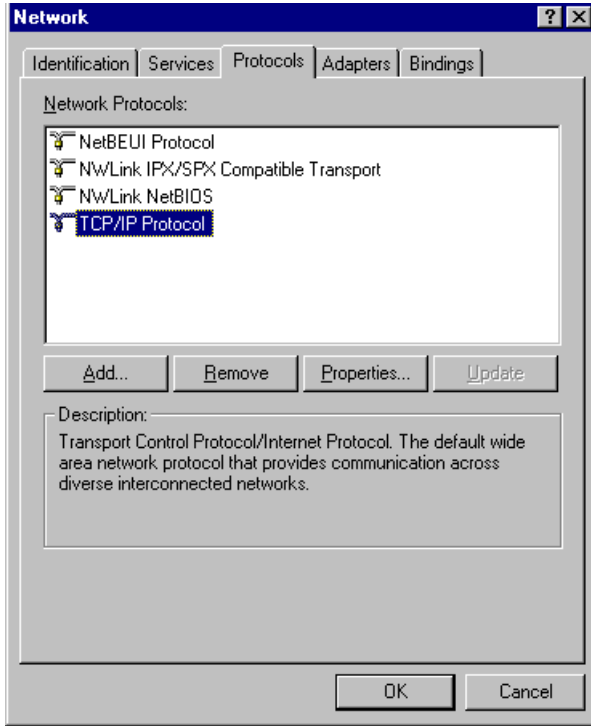 Network
Identification Services Protocols Adapters Bindings
Network Protocols:
NetBEUI Protocol
NWLink IPX/SPX Compatible Transport
NWLink NetBIOS
TCP/IP Protocol
Add... Remove Properties... Update
Description:
Transport Control Protocol/Internet Protocol. The default wide
area network protocol that provides communication across
diverse interconnected networks.
OK Cancel